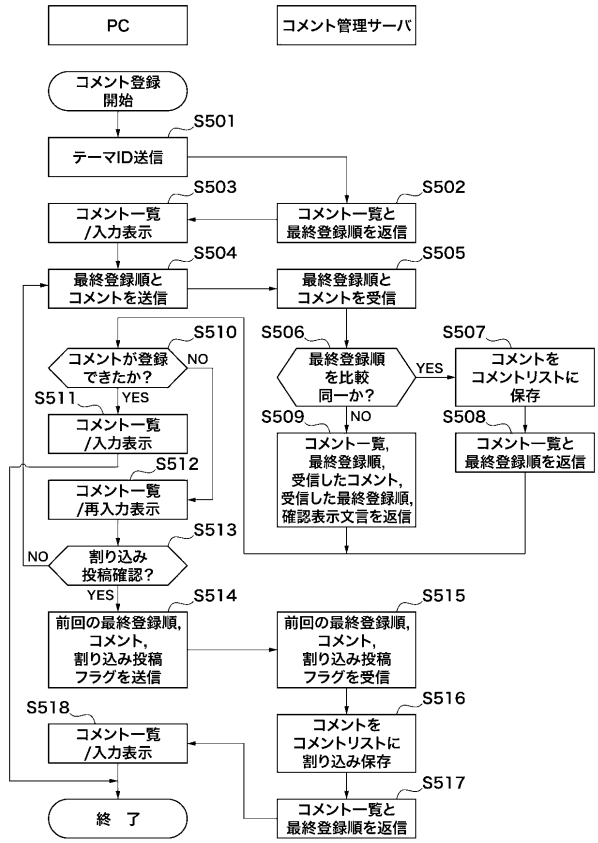 PC
コメント管理サーバ
コメント登録
開始
S501
テーマID送信
S503
コメント一覧
/入力表示
S502
コメント一覧と
最終登録順を返信
S504
最終登録順と
コメントを送信
S505
最終登録順と
コメントを受信
S510
コメントが登録
できたか?
NO
YES
S506
最終登録順
を比較
同一か?
YES
NO
S507
コメントを
コメントリストに
保存
S511
コメント一覧
/入力表示
S509
コメント一覧,
最終登録順,
受信したコメント,
受信した最終登録順,
確認表示文言を返信
S508
コメント一覧と
最終登録順を返信
S512
コメント一覧
/再入力表示
S513
NO
割り込み
投稿確認?
YES
S514
前回の最終登録順,
コメント,
割り込み投稿
フラグを送信
S515
前回の最終登録順,
コメント,
割り込み投稿
フラグを受信
S516
コメントを
コメントリストに
割り込み保存
S518
コメント一覧
/入力表示
S517
コメント一覧と
最終登録順を返信
終 了